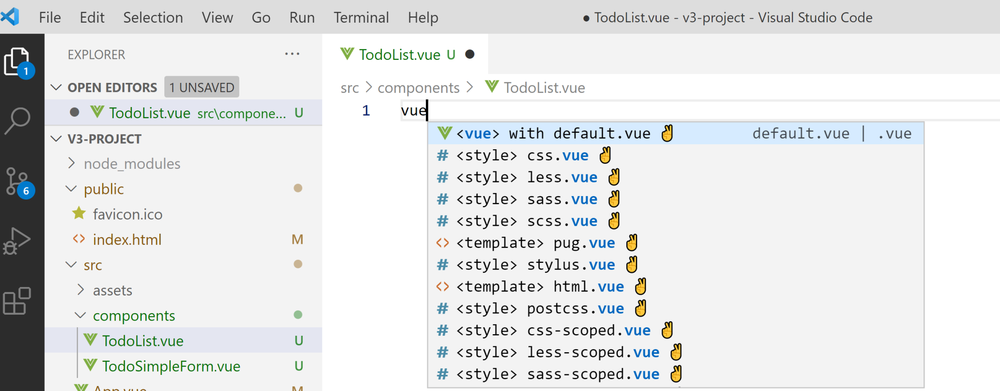 File Edit Selection View Go Run Terminal Help ● TodoList.vue - v3-project - Visual Studio Code
EXPLORER ···
1
OPEN EDITORS 1 UNSAVED
● TodoList.vue src\compone... U
V3-PROJECT
node_modules
public
6
favicon.ico
index.html M
src
assets
components
TodoList.vue U
TodoSimpleForm.vue U
App.vue M
TodoList.vue U ●
src > components > TodoList.vue
1 vue
<vue> with default.vue ✌ default.vue | .vue
# <style> css.vue ✌
# <style> less.vue ✌
# <style> sass.vue ✌
# <style> scss.vue ✌
<> <template> pug.vue ✌
# <style> stylus.vue ✌
<> <template> html.vue ✌
# <style> postcss.vue ✌
# <style> css-scoped.vue ✌
# <style> less-scoped.vue ✌
# <style> sass-scoped.vue ✌